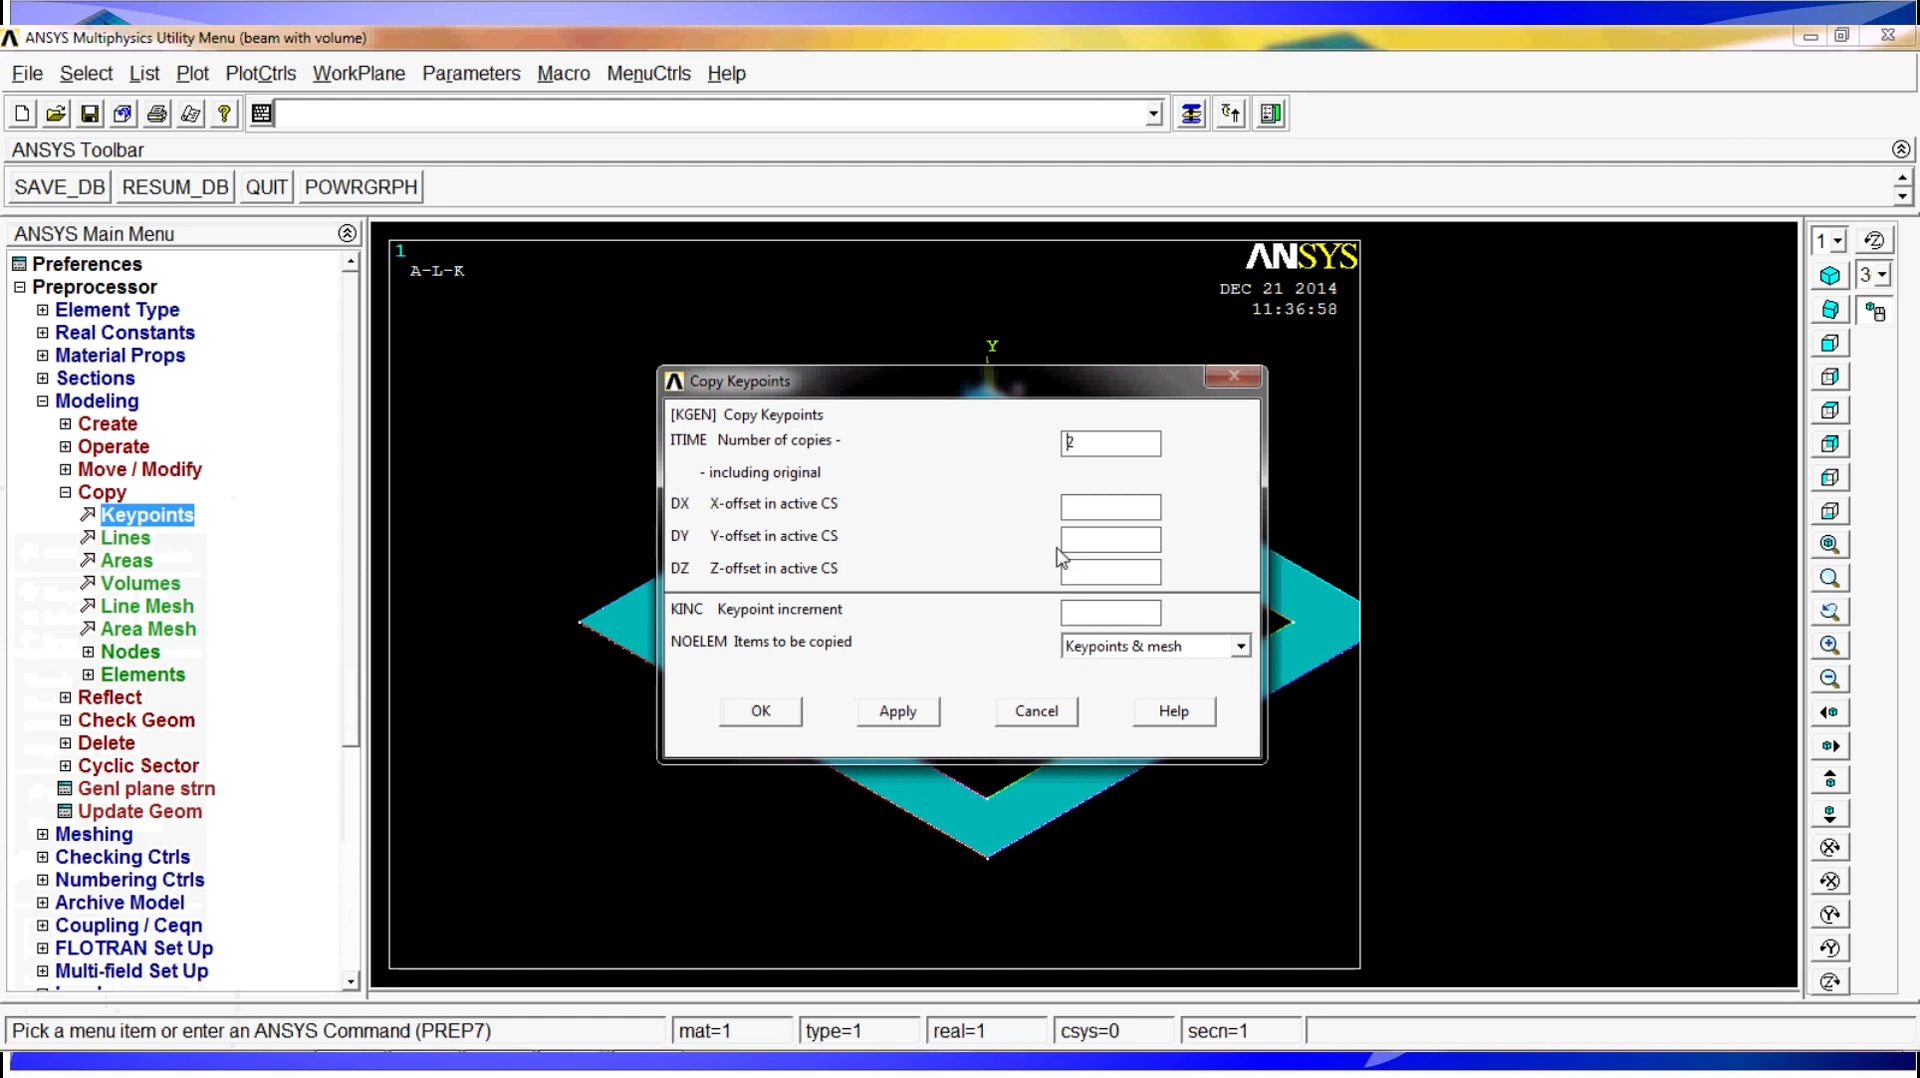 ANSYS Multiphysics Utility Menu (beam with volume)
File Select List Plot PlotCtrls WorkPlane Parameters Macro MenuCtrls Help
ANSYS Toolbar
SAVE_DB RESUM_DB QUIT POWRGRPH
ANSYS Main Menu
Preferences
Preprocessor
Element Type
Real Constants
Material Props
Sections
Modeling
Create
Operate
Move / Modify
Copy
Keypoints
Lines
Areas
Volumes
Line Mesh
Area Mesh
Nodes
Elements
Reflect
Check Geom
Delete
Cyclic Sector
Genl plane strn
Update Geom
Meshing
Checking Ctrls
Numbering Ctrls
Archive Model
Coupling / Ceqn
FLOTRAN Set Up
Multi-field Set Up
1
A-L-K
ANSYS
DEC 21 2014
11:36:58
Y
Copy Keypoints
[KGEN] Copy Keypoints
ITIME Number of copies - 2
- including original
DX X-offset in active CS
DY Y-offset in active CS
DZ Z-offset in active CS
KINC Keypoint increment
NOELEM Items to be copied Keypoints & mesh
OK Apply Cancel Help
1
3
Pick a menu item or enter an ANSYS Command (PREP7) mat=1 type=1 real=1 csys=0 secn=1